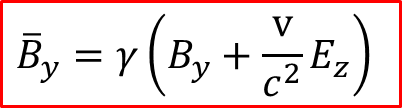 B̄_y = γ (B_y + v/c² E_z)